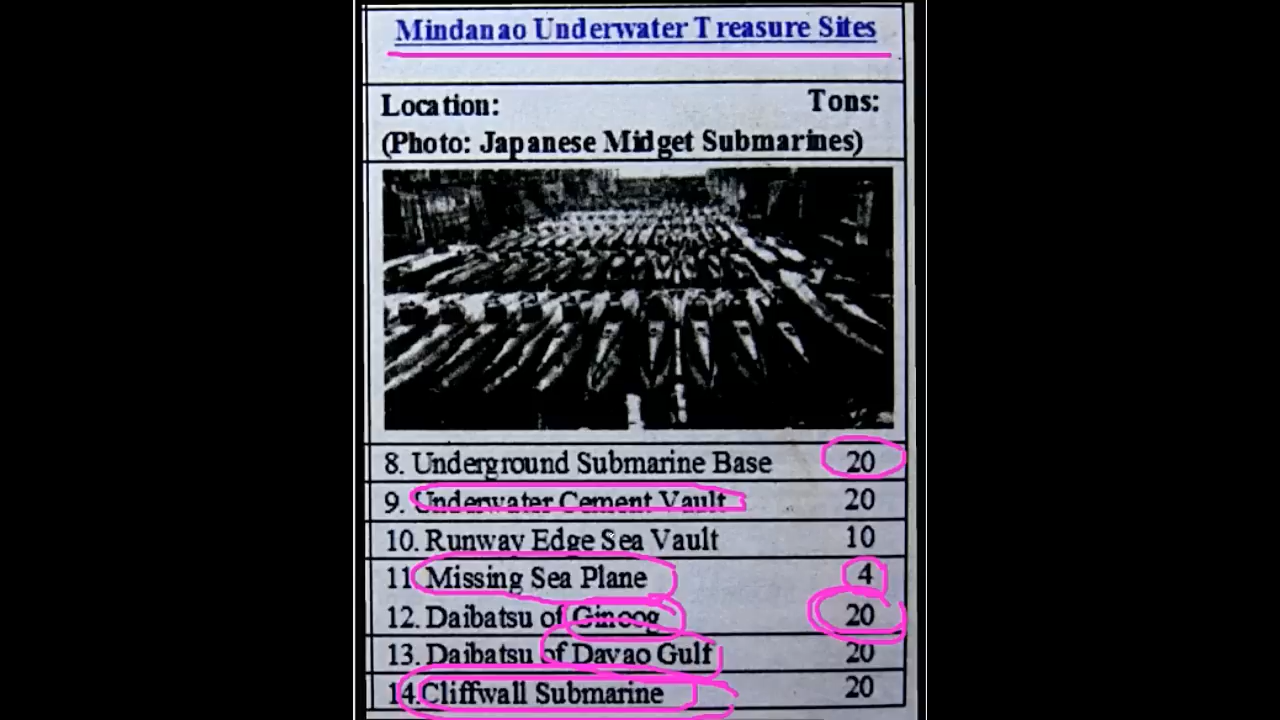 Mindanao Underwater Treasure Sites
Location: Tons:
(Photo: Japanese Midget Submarines)
8. Underground Submarine Base 20
9. Underwater Cement Vault 20
10. Runway Edge Sea Vault 10
11 Missing Sea Plane 4
12. Daibatsu of Ginoog 20
13. Daibatsu of Davao Gulf 20
14. Cliffwall Submarine 20